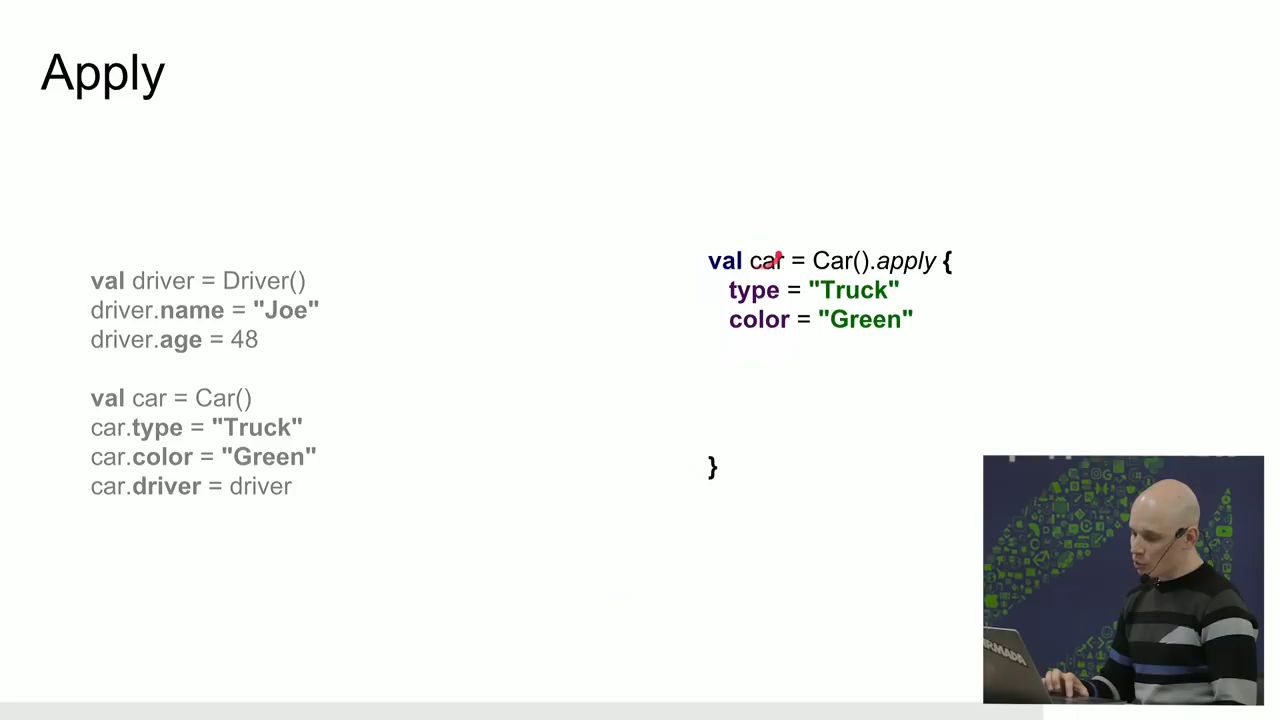 Apply
val driver = Driver()
driver.name = "Joe"
driver.age = 48
val car = Car()
car.type = "Truck"
car.color = "Green"
car.driver = driver
val car = Car().apply {
type = "Truck"
color = "Green"
}